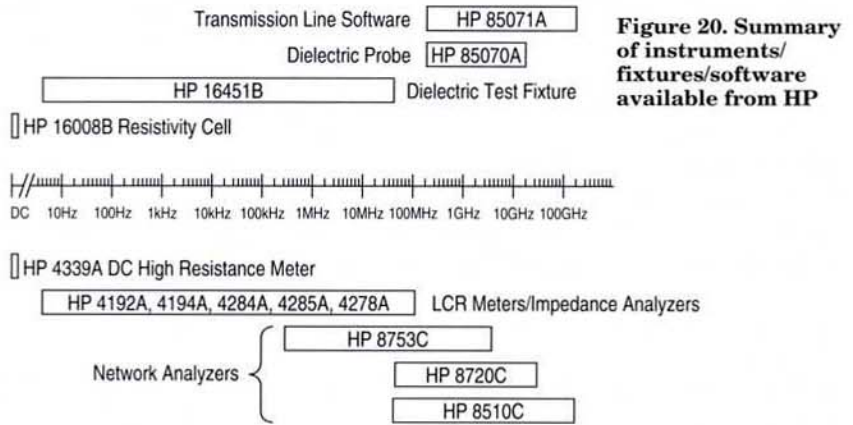 Transmission Line Software HP 85071A
Dielectric Probe HP 85070A
HP 16451B Dielectric Test Fixture
HP 16008B Resistivity Cell
Figure 20. Summary
of instruments/
fixtures/software
available from HP
DC 10Hz 100Hz 1kHz 10kHz 100kHz 1MHz 10MHz 100MHz 1GHz 10GHz 100GHz
HP 4339A DC High Resistance Meter
HP 4192A, 4194A, 4284A, 4285A, 4278A LCR Meters/Impedance Analyzers
HP 8753C
Network Analyzers HP 8720C
HP 8510C